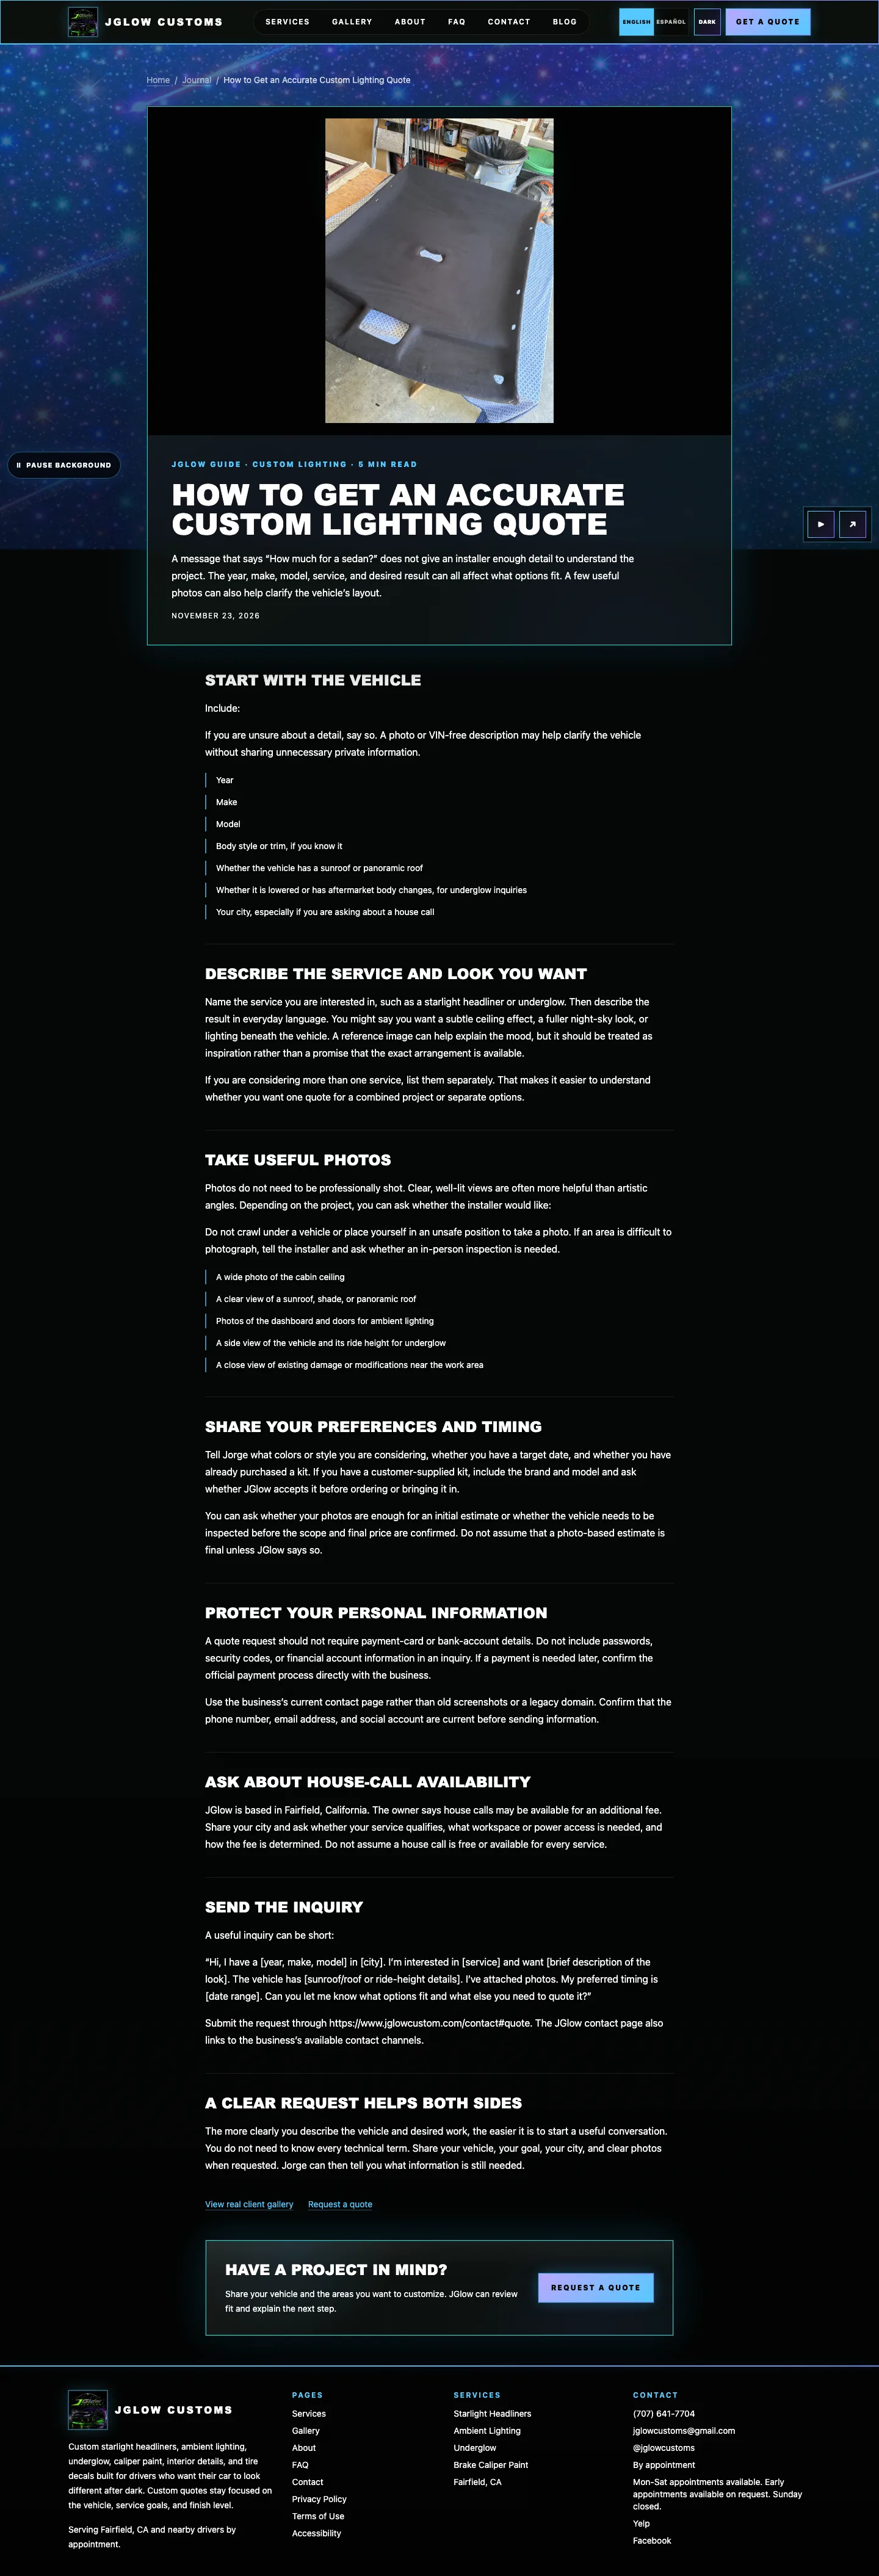 JGLOW CUSTOMS
SERVICES
GALLERY
ABOUT
FAQ
CONTACT
BLOG
ENGLISH
ESPAÑOL
DARK
GET A QUOTE
Home / Journal / How to Get an Accurate Custom Lighting Quote
PAUSE BACKGROUND
JGLOW GUIDE · CUSTOM LIGHTING · 5 MIN READ
HOW TO GET AN ACCURATE
CUSTOM LIGHTING QUOTE
A message that says “How much for a sedan?” does not give an installer enough detail to understand the
project. The year, make, model, service, and desired result can all affect what options fit. A few useful
photos can also help clarify the vehicle’s layout.
NOVEMBER 23, 2026
START WITH THE VEHICLE
Include:
If you are unsure about a detail, say so. A photo or VIN-free description may help clarify the vehicle
without sharing unnecessary private information.
Year
Make
Model
Body style or trim, if you know it
Whether the vehicle has a sunroof or panoramic roof
Whether it is lowered or has aftermarket body changes, for underglow inquiries
Your city, especially if you are asking about a house call
DESCRIBE THE SERVICE AND LOOK YOU WANT
Name the service you are interested in, such as a starlight headliner or underglow. Then describe the
result in everyday language. You might say you want a subtle ceiling effect, a fuller night-sky look, or
lighting beneath the vehicle. A reference image can help explain the mood, but it should be treated as
inspiration rather than a promise that the exact arrangement is available.
If you are considering more than one service, list them separately. That makes it easier to understand
whether you want one quote for a combined project or separate options.
TAKE USEFUL PHOTOS
Photos do not need to be professionally shot. Clear, well-lit views are often more helpful than artistic
angles. Depending on the project, you can ask whether the installer would like:
Do not crawl under a vehicle or place yourself in an unsafe position to take a photo. If an area is difficult to
photograph, tell the installer and ask whether an in-person inspection is needed.
A wide photo of the cabin ceiling
A clear view of a sunroof, shade, or panoramic roof
Photos of the dashboard and doors for ambient lighting
A side view of the vehicle and its ride height for underglow
A close view of existing damage or modifications near the work area
SHARE YOUR PREFERENCES AND TIMING
Tell Jorge what colors or style you are considering, whether you have a target date, and whether you have
already purchased a kit. If you have a customer-supplied kit, include the brand and model and ask
whether JGlow accepts it before ordering or bringing it in.
You can ask whether your photos are enough for an initial estimate or whether the vehicle needs to be
inspected before the scope and final price are confirmed. Do not assume that a photo-based estimate is
final unless JGlow says so.
PROTECT YOUR PERSONAL INFORMATION
A quote request should not require payment-card or bank-account details. Do not include passwords,
security codes, or financial account information in an inquiry. If a payment is needed later, confirm the
official payment process directly with the business.
Use the business’s current contact page rather than old screenshots or a legacy domain. Confirm that the
phone number, email address, and social account are current before sending information.
ASK ABOUT HOUSE-CALL AVAILABILITY
JGlow is based in Fairfield, California. The owner says house calls may be available for an additional fee.
Share your city and ask whether your service qualifies, what workspace or power access is needed, and
how the fee is determined. Do not assume a house call is free or available for every service.
SEND THE INQUIRY
A useful inquiry can be short:
“Hi, I have a [year, make, model] in [city]. I’m interested in [service] and want [brief description of the
look]. The vehicle has [sunroof/roof or ride-height details]. I’ve attached photos. My preferred timing is
[date range]. Can you let me know what options fit and what else you need to quote it?”
Submit the request through https://www.jglowcustom.com/contact#quote. The JGlow contact page also
links to the business’s available contact channels.
A CLEAR REQUEST HELPS BOTH SIDES
The more clearly you describe the vehicle and desired work, the easier it is to start a useful conversation.
You do not need to know every technical term. Share your vehicle, your goal, your city, and clear photos
when requested. Jorge can then tell you what information is still needed.
View real client gallery
Request a quote
HAVE A PROJECT IN MIND?
Share your vehicle and the areas you want to customize. JGlow can review
fit and explain the next step.
REQUEST A QUOTE
JGLOW CUSTOMS
Custom starlight headliners, ambient lighting,
underglow, caliper paint, interior details, and tire
decals built for drivers who want their car to look
different after dark. Custom quotes stay focused on
the vehicle, service goals, and finish level.
Serving Fairfield, CA and nearby drivers by
appointment.
PAGES
Services
Gallery
About
FAQ
Contact
Privacy Policy
Terms of Use
Accessibility
SERVICES
Starlight Headliners
Ambient Lighting
Underglow
Brake Caliper Paint
Fairfield, CA
CONTACT
(707) 641-7704
jglowcustoms@gmail.com
@jglowcustoms
By appointment
Mon-Sat appointments available. Early
appointments available on request. Sunday
closed.
Yelp
Facebook